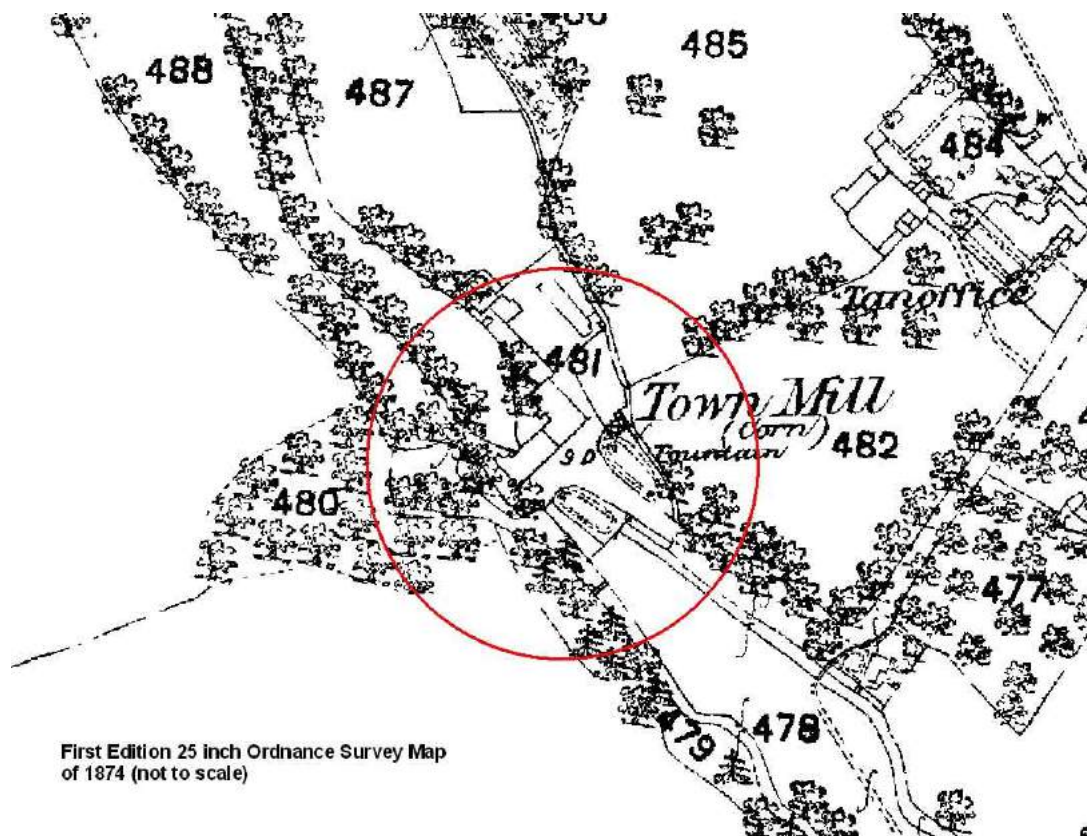 485
488
487
484
Tanoffice
481
Town Mill
(Corn)
482
Fountain
S D
480
477
478
479
First Edition 25 inch Ordnance Survey Map
of 1874 (not to scale)